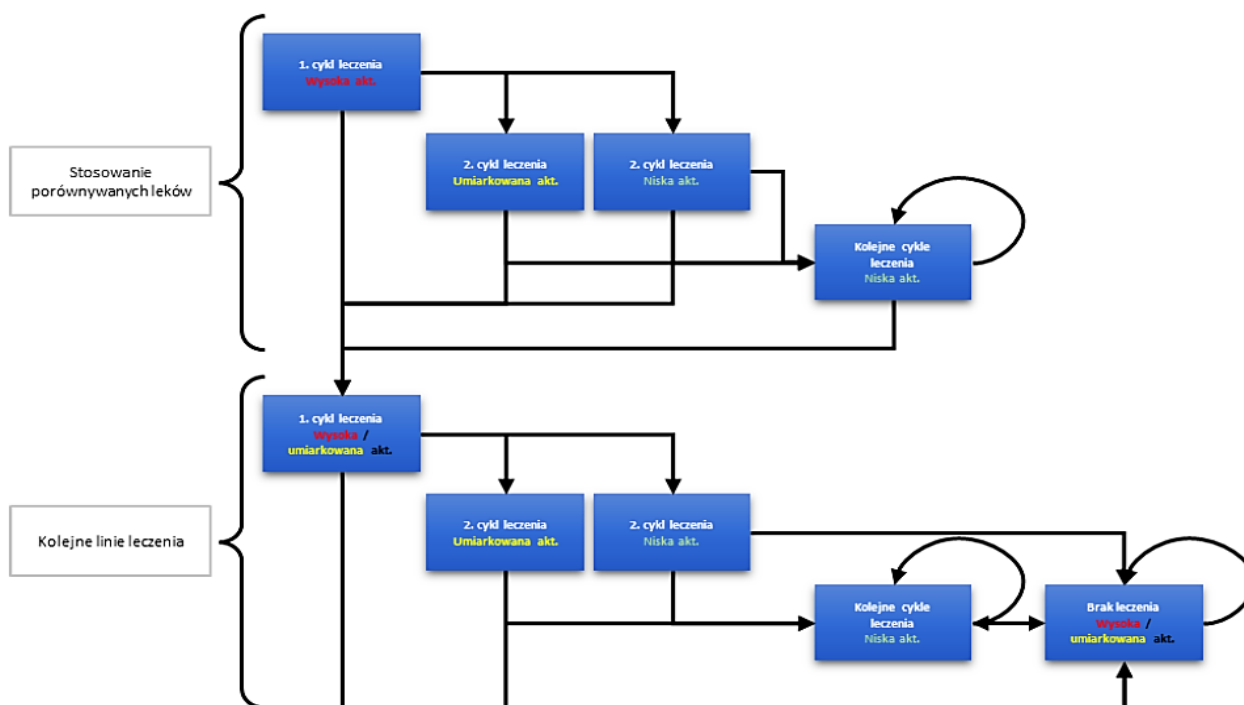 1. cykl leczenia
Wysoka akt.
Stosowanie
porównywanych leków
2. cykl leczenia
Umiarkowana akt.
2. cykl leczenia
Niska akt.
Kolejne cykle
leczenia
Niska akt.
1. cykl leczenia
Wysoka /
umiarkowana akt.
Kolejne linie leczenia
2. cykl leczenia
Umiarkowana akt.
2. cykl leczenia
Niska akt.
Kolejne cykle
leczenia
Niska akt.
Brak leczenia
Wysoka /
umiarkowana akt.